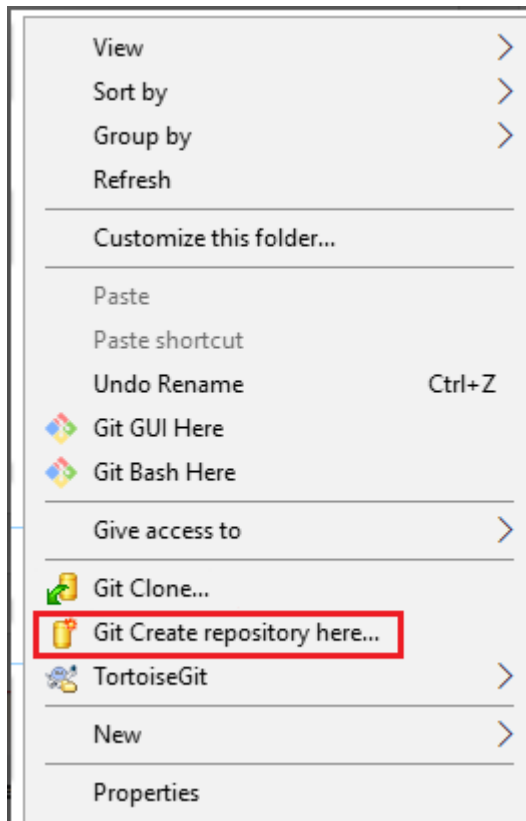 View
Sort by
Group by
Refresh
Customize this folder...
Paste
Paste shortcut
Undo Rename Ctrl+Z
Git GUI Here
Git Bash Here
Give access to
Git Clone...
Git Create repository here...
TortoiseGit
New
Properties